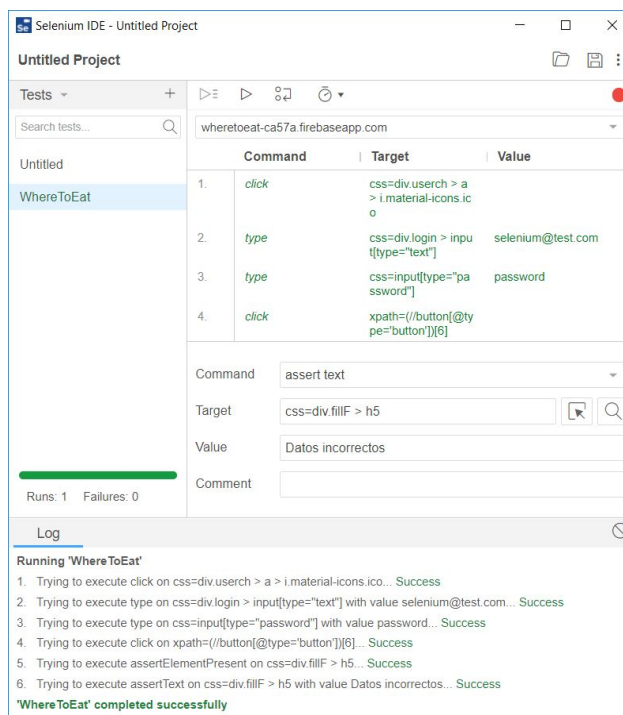 Se Selenium IDE - Untitled Project
Untitled Project
Tests
Search tests...
Untitled
WhereToEat
Runs: 1 Failures: 0
wheretoeat-ca57a.firebaseapp.com
Command Target Value
1. click css=div.userch > a
> i.material-icons.ic
o
2. type css=div.login > inpu selenium@test.com
t[type="text"]
3. type css=input[type="pa password
ssword"]
4. click xpath=(//button[@ty
pe='button'])[6]
Command assert text
Target css=div.fillF > h5
Value Datos incorrectos
Comment
Log
Running 'WhereToEat'
1. Trying to execute click on css=div.userch > a > i.material-icons.ico... Success
2. Trying to execute type on css=div.login > input[type="text"] with value selenium@test.com... Success
3. Trying to execute type on css=input[type="password"] with value password... Success
4. Trying to execute click on xpath=(//button[@type='button'])[6]... Success
5. Trying to execute assertElementPresent on css=div.fillF > h5... Success
6. Trying to execute assertText on css=div.fillF > h5 with value Datos incorrectos... Success
'WhereToEat' completed successfully